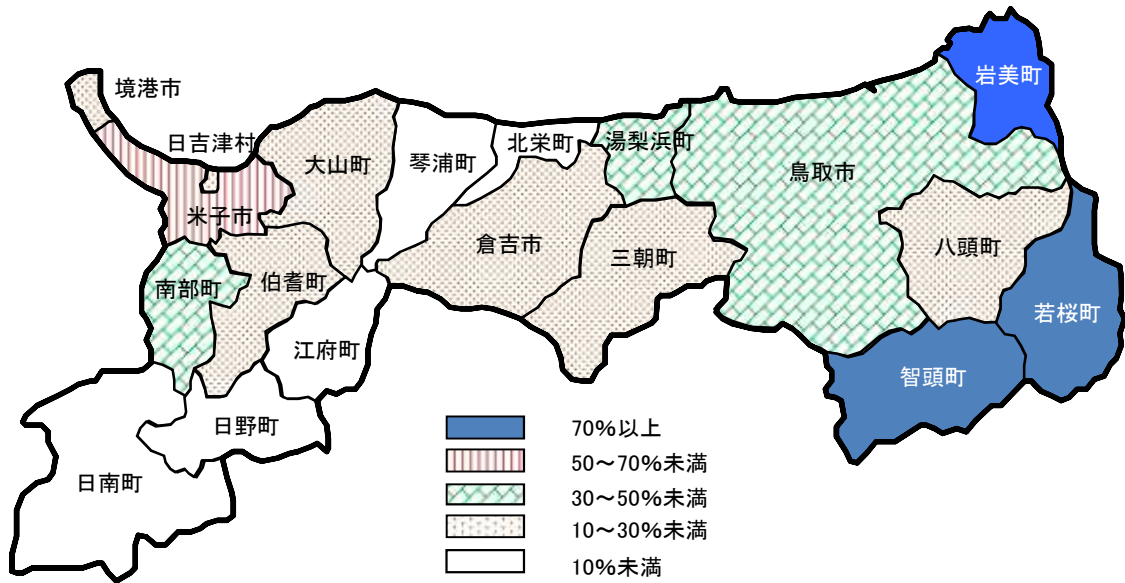 境港市
日吉津村
大山町
琴浦町
北栄町
湯梨浜町
鳥取市
岩美町
米子市
倉吉市
三朝町
八頭町
南部町
伯耆町
江府町
若桜町
智頭町
日野町
日南町
70%以上
50~70%未満
30~50%未満
10~30%未満
10%未満